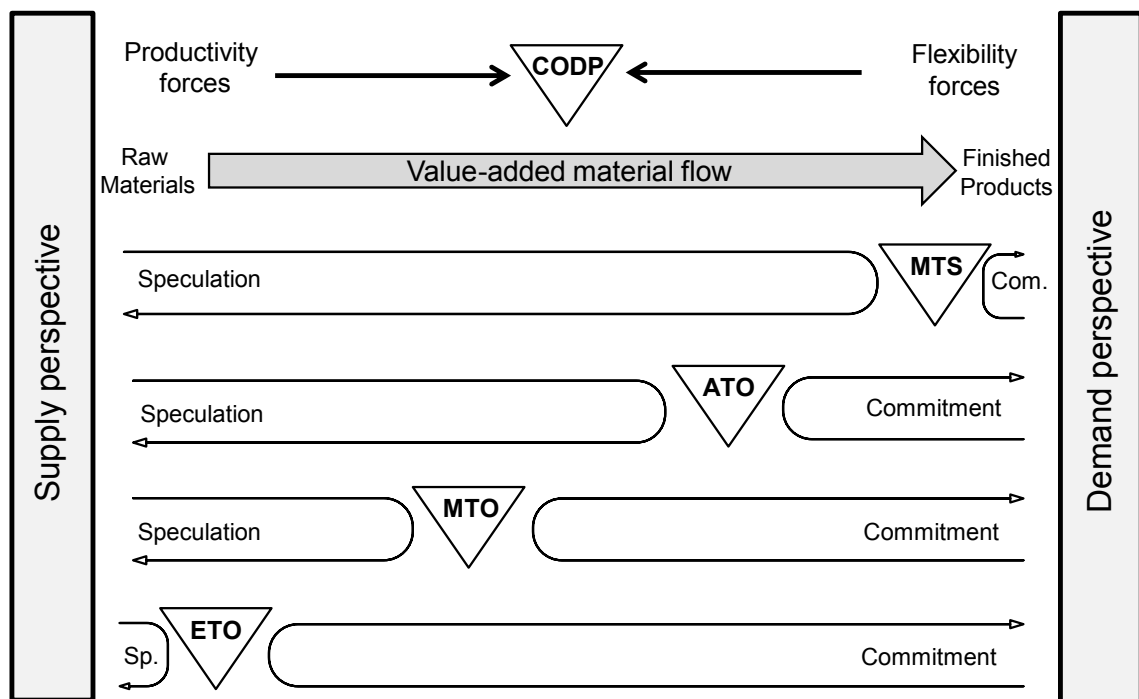 Supply perspective
Productivity
forces
CODP
Flexibility
forces
Raw
Materials
Value-added material flow
Finished
Products
Speculation
MTS
Com.
Speculation
ATO
Commitment
Speculation
MTO
Commitment
Sp.
ETO
Commitment
Demand perspective